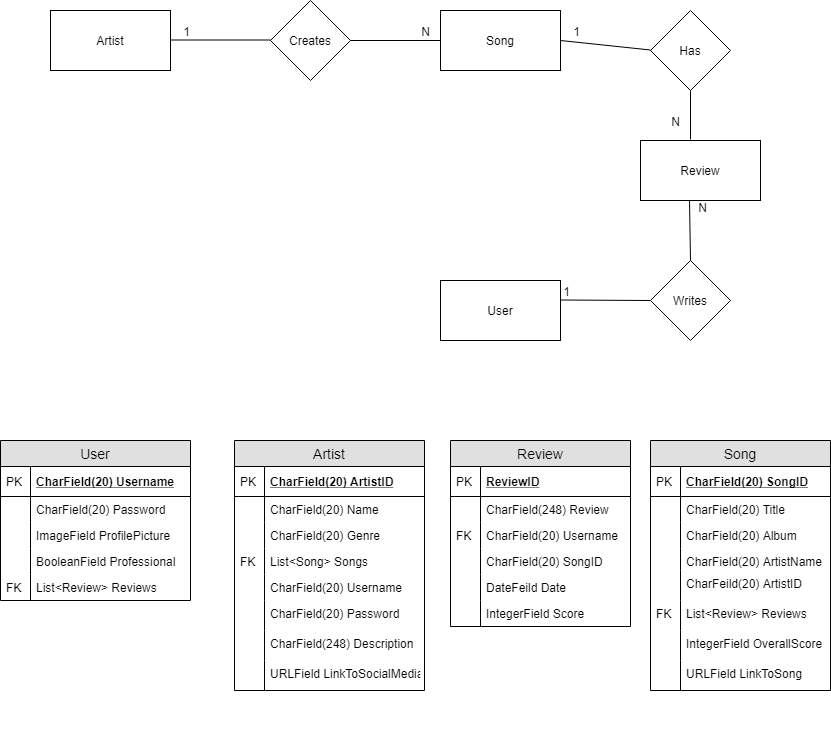 Artist
1
Creates
N
Song
1
Has
N
Review
N
Writes
1
User
User
PK CharField(20) Username
CharField(20) Password
ImageField ProfilePicture
BooleanField Professional
FK List<Review> Reviews
Artist
PK CharField(20) ArtistID
CharField(20) Name
CharField(20) Genre
FK List<Song> Songs
CharField(20) Username
CharField(20) Password
CharField(248) Description
URLField LinkToSocialMedia
Review
PK ReviewID
CharField(248) Review
FK CharField(20) Username
CharField(20) SongID
DateFeild Date
IntegerField Score
Song
PK CharField(20) SongID
CharField(20) Title
CharField(20) Album
CharField(20) ArtistName
CharFeild(20) ArtistID
FK List<Review> Reviews
IntegerField OverallScore
URLField LinkToSong